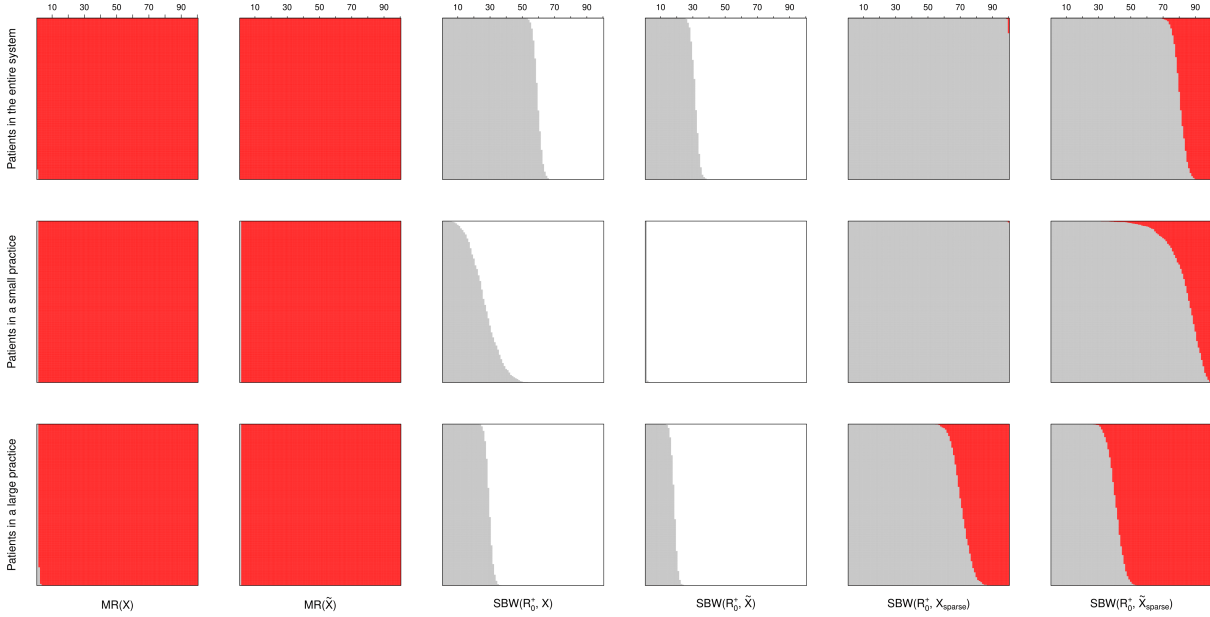 10 30 50 70 90 10 30 50 70 90 10 30 50 70 90 10 30 50 70 90 10 30 50 70 90 10 30 50 70 90
Patients in the entire system
Patients in a small practice
Patients in a large practice
MR(X) MR(X̃) SBW(R₀⁺, X) SBW(R₀⁺, X̃) SBW(R₀⁺, Xsparse) SBW(R₀⁺, X̃sparse)